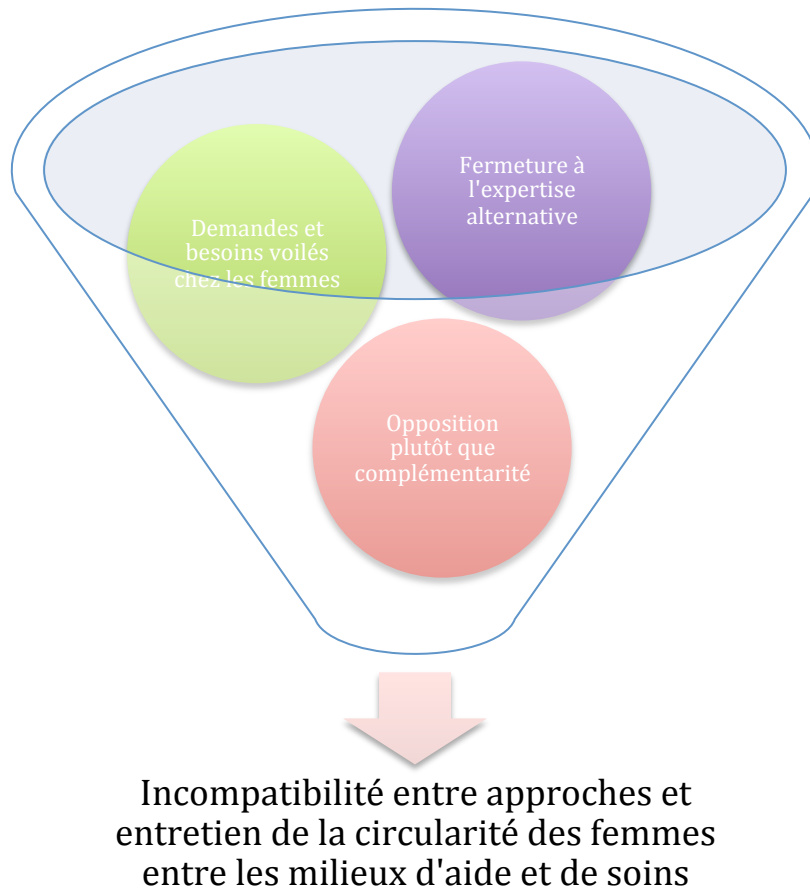 Fermeture à
l'expertise
alternative
Demandes et
besoins voilés
chez les femmes
Opposition
plutôt que
complémentarité
Incompatibilité entre approches et
entretien de la circularité des femmes
entre les milieux d'aide et de soins